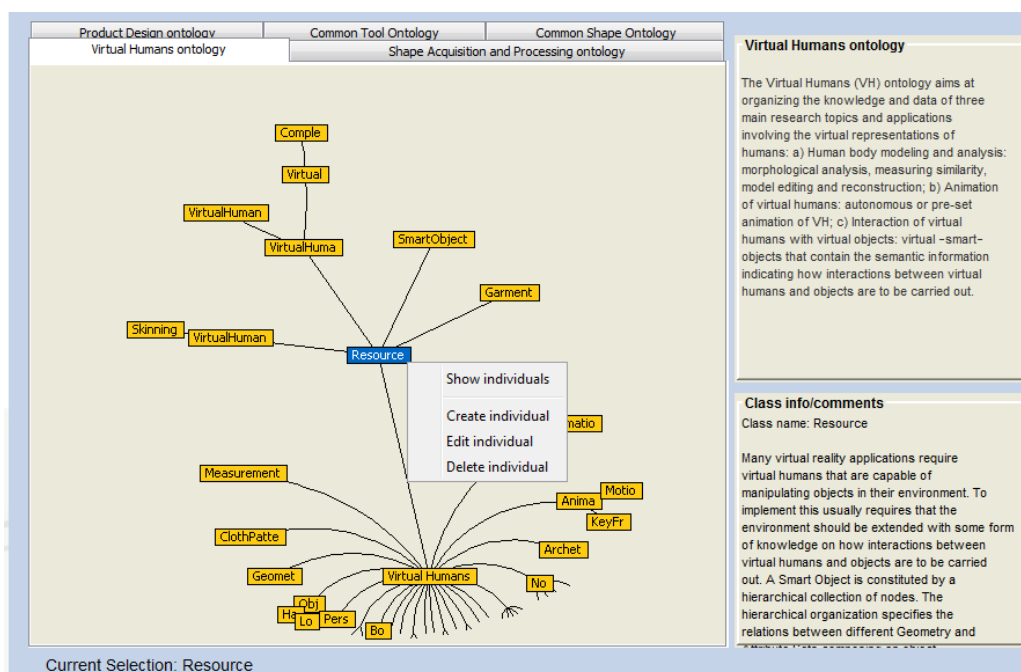 Product Design ontology
Common Tool Ontology
Common Shape Ontology
Virtual Humans ontology
Shape Acquisition and Processing ontology
Comple
Virtual
VirtualHuman
VirtualHuma
SmartObject
Garment
Skinning
VirtualHuman
Resource
Show individuals
Create individual
Edit individual
Delete individual
matio
Measurement
Motio
Anima
KeyFr
ClothPatte
Archet
Geomet
Virtual Humans
No
Obj
Ha
Lo
Pers
Bo
Current Selection: Resource
Virtual Humans ontology
The Virtual Humans (VH) ontology aims at
organizing the knowledge and data of three
main research topics and applications
involving the virtual representations of
humans: a) Human body modeling and analysis:
morphological analysis, measuring similarity,
model editing and reconstruction; b) Animation
of virtual humans: autonomous or pre-set
animation of VH; c) Interaction of virtual
humans with virtual objects: virtual -smart-
objects that contain the semantic information
indicating how interactions between virtual
humans and objects are to be carried out.
Class info/comments
Class name: Resource
Many virtual reality applications require
virtual humans that are capable of
manipulating objects in their environment. To
implement this usually requires that the
environment should be extended with some form
of knowledge on how interactions between
virtual humans and objects are to be carried
out. A Smart Object is constituted by a
hierarchical collection of nodes. The
hierarchical organization specifies the
relations between different Geometry and